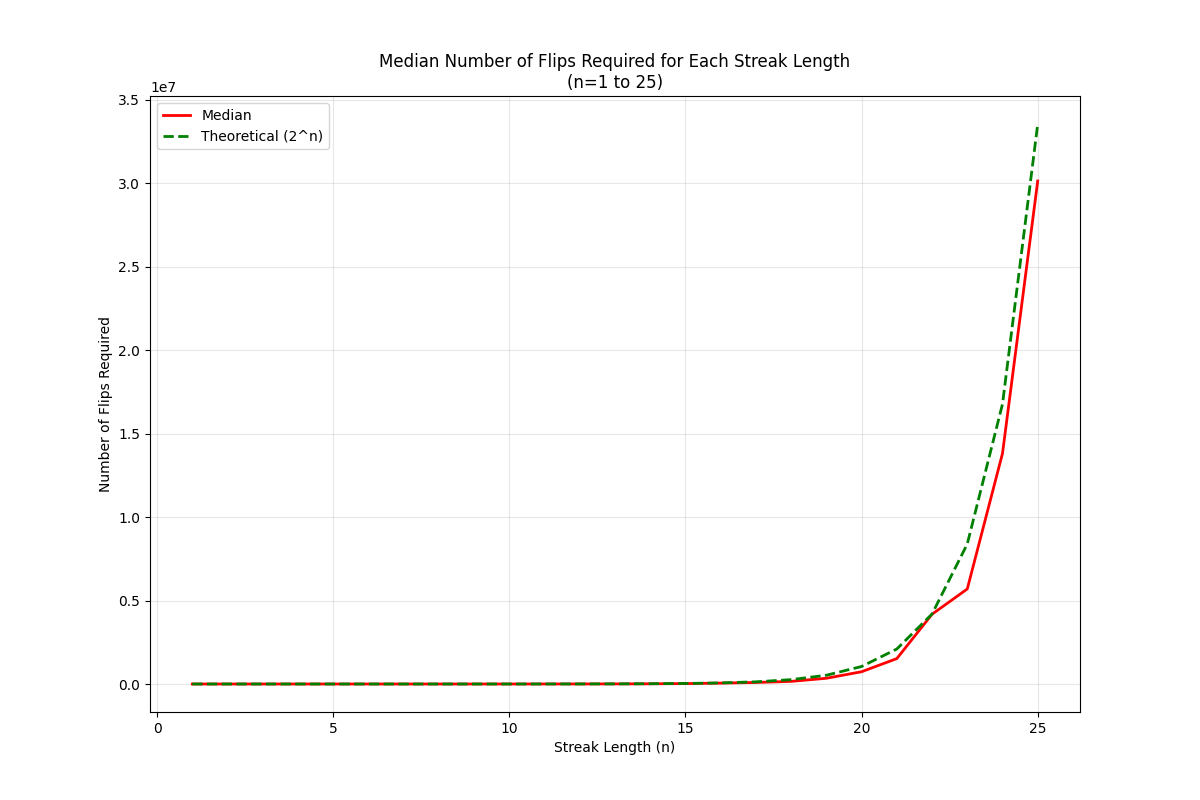 Median Number of Flips Required for Each Streak Length
(n=1 to 25)
1e7
Median
Theoretical (2^n)
3.5
3.0
2.5
2.0
1.5
1.0
0.5
0.0
Number of Flips Required
0
5
10
15
20
25
Streak Length (n)